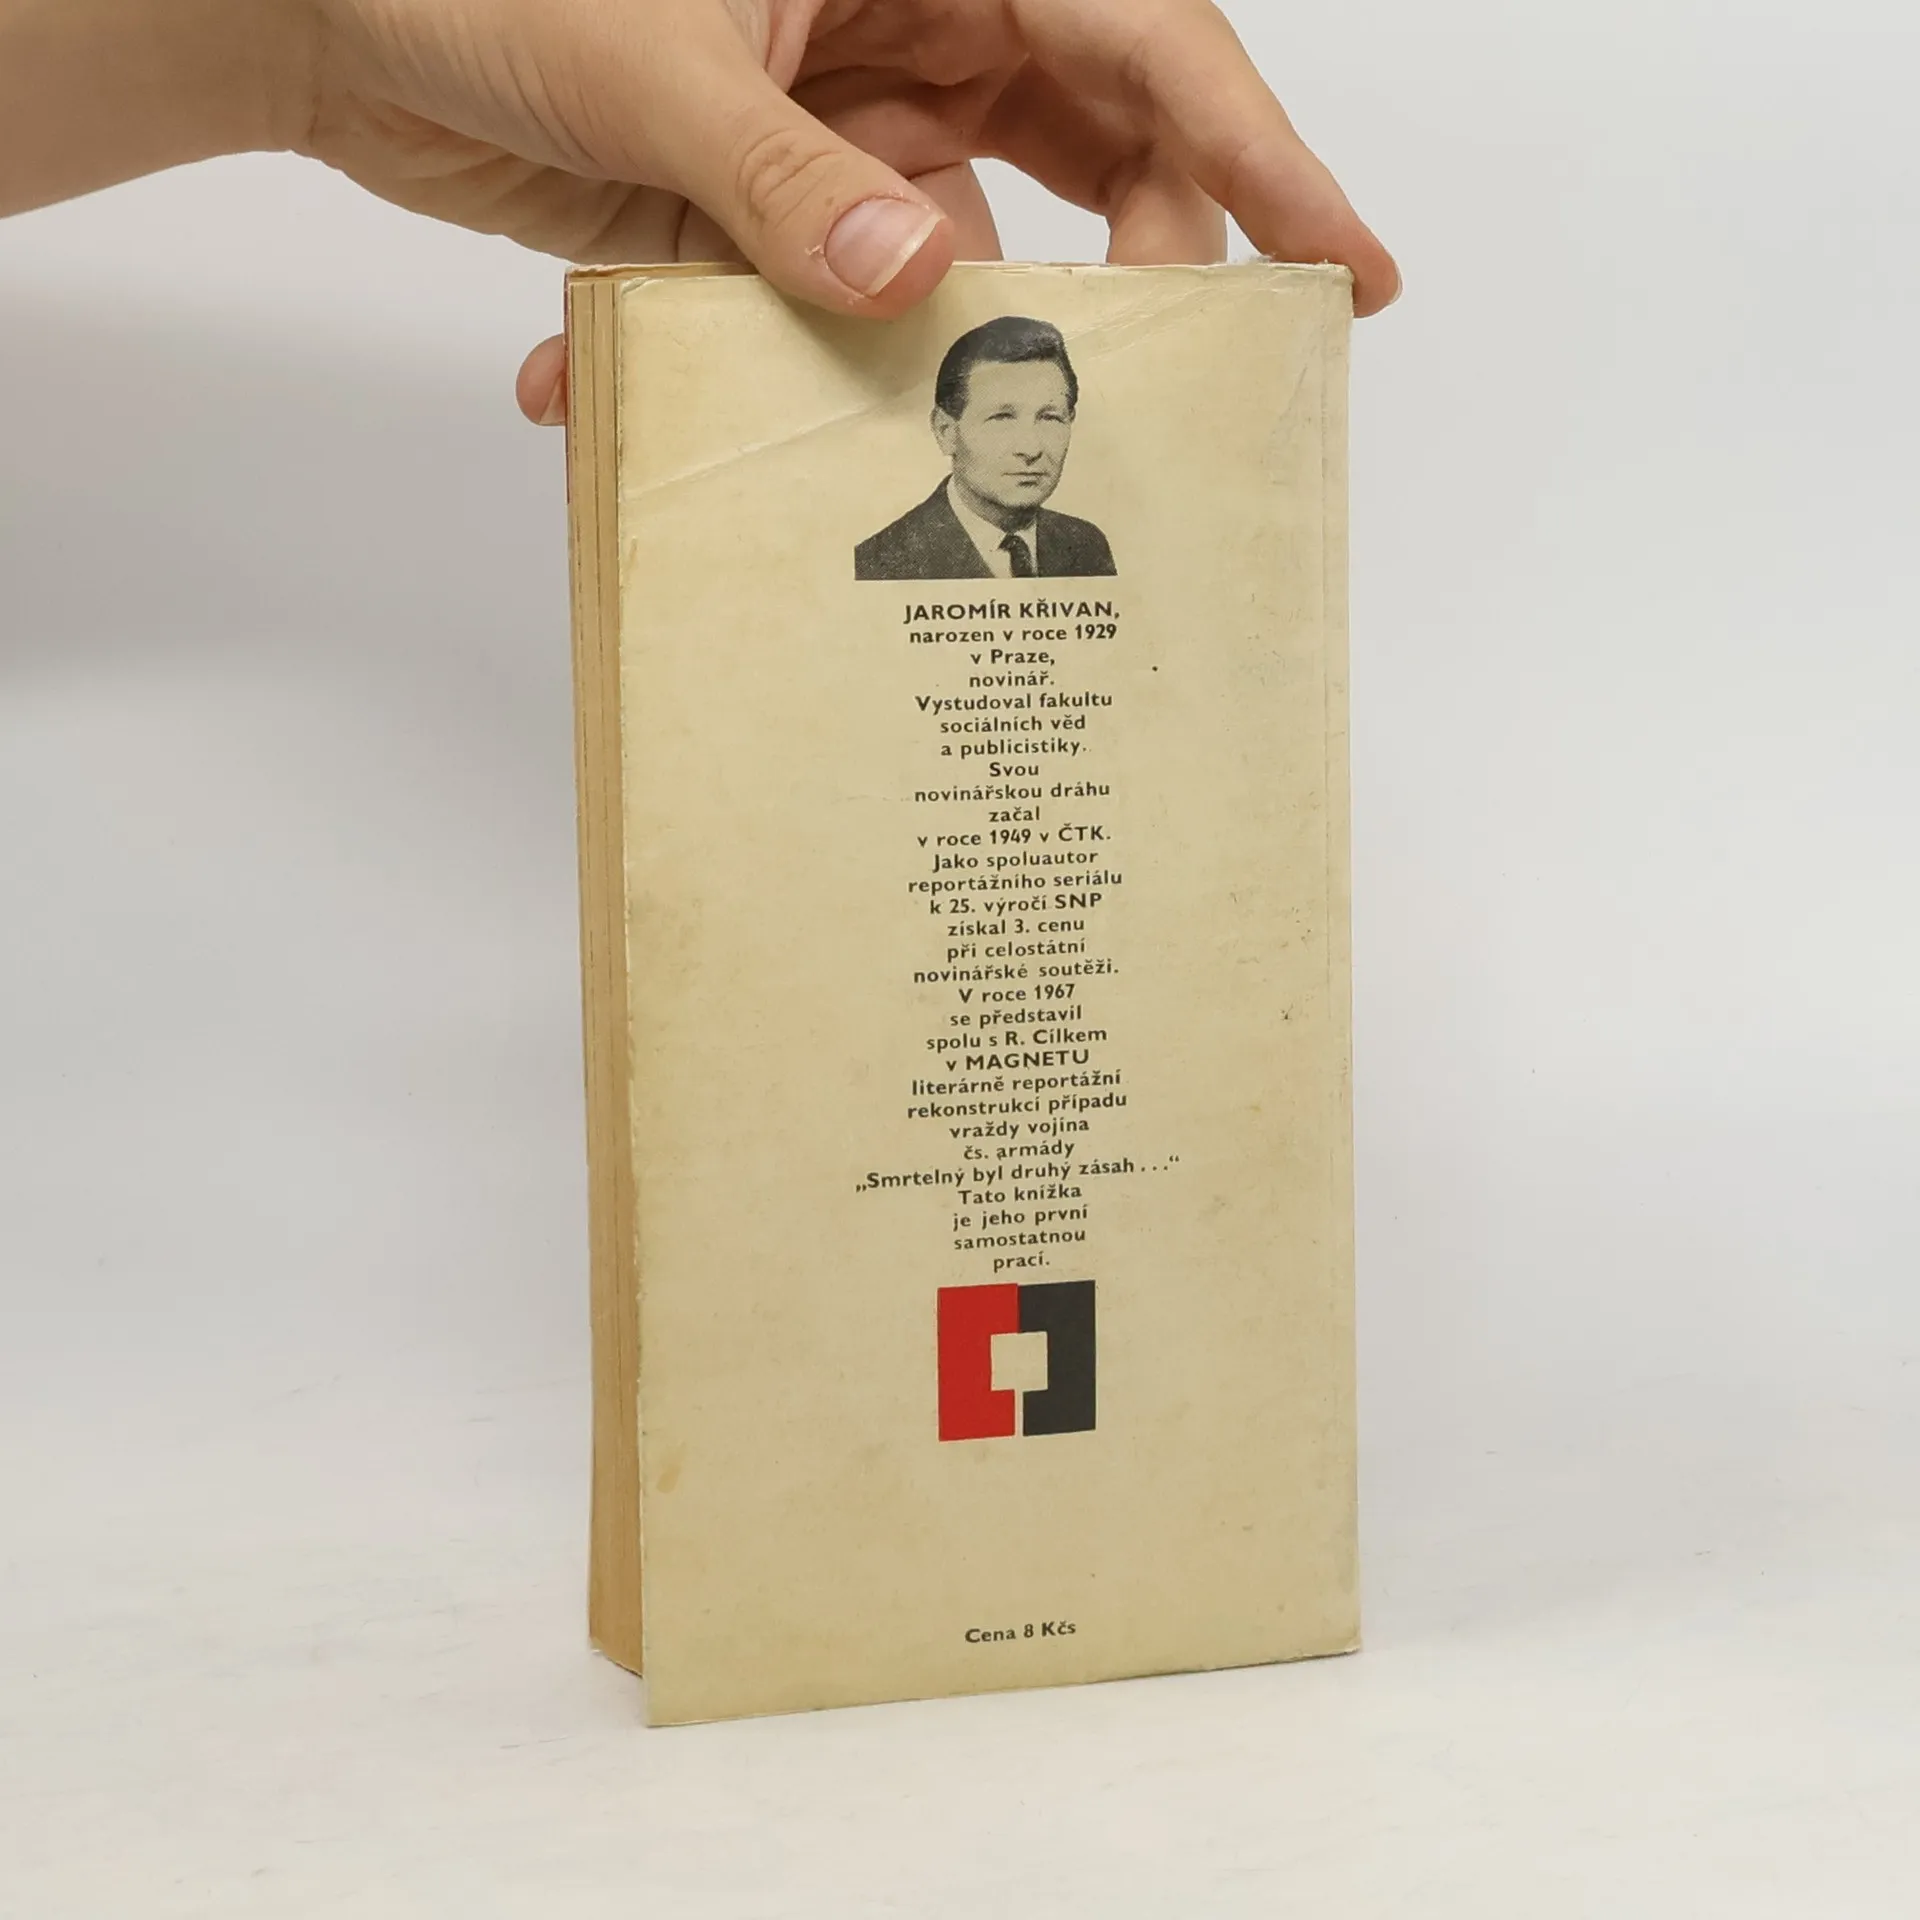 JAROMÍR KŘIVAN,
narozen v roce 1929
v Praze,
novinář.
Vystudoval fakultu
sociálních věd
a publicistiky.
Svou
novinářskou dráhu
začal
v roce 1949 v ČTK.
Jako spoluautor
reportážního seriálu
k 25. výročí SNP
získal 3. cenu
při celostátní
novinářské soutěži.
V roce 1967
se představil
spolu s R. Cílkem
v MAGNETU
literárně reportážní
rekonstrukcí případu
vraždy vojína
čs. armády
„Smrtelný byl druhý zásah . . .“
Tato knížka
je jeho první
samostatnou
prací.
Cena 8 Kčs